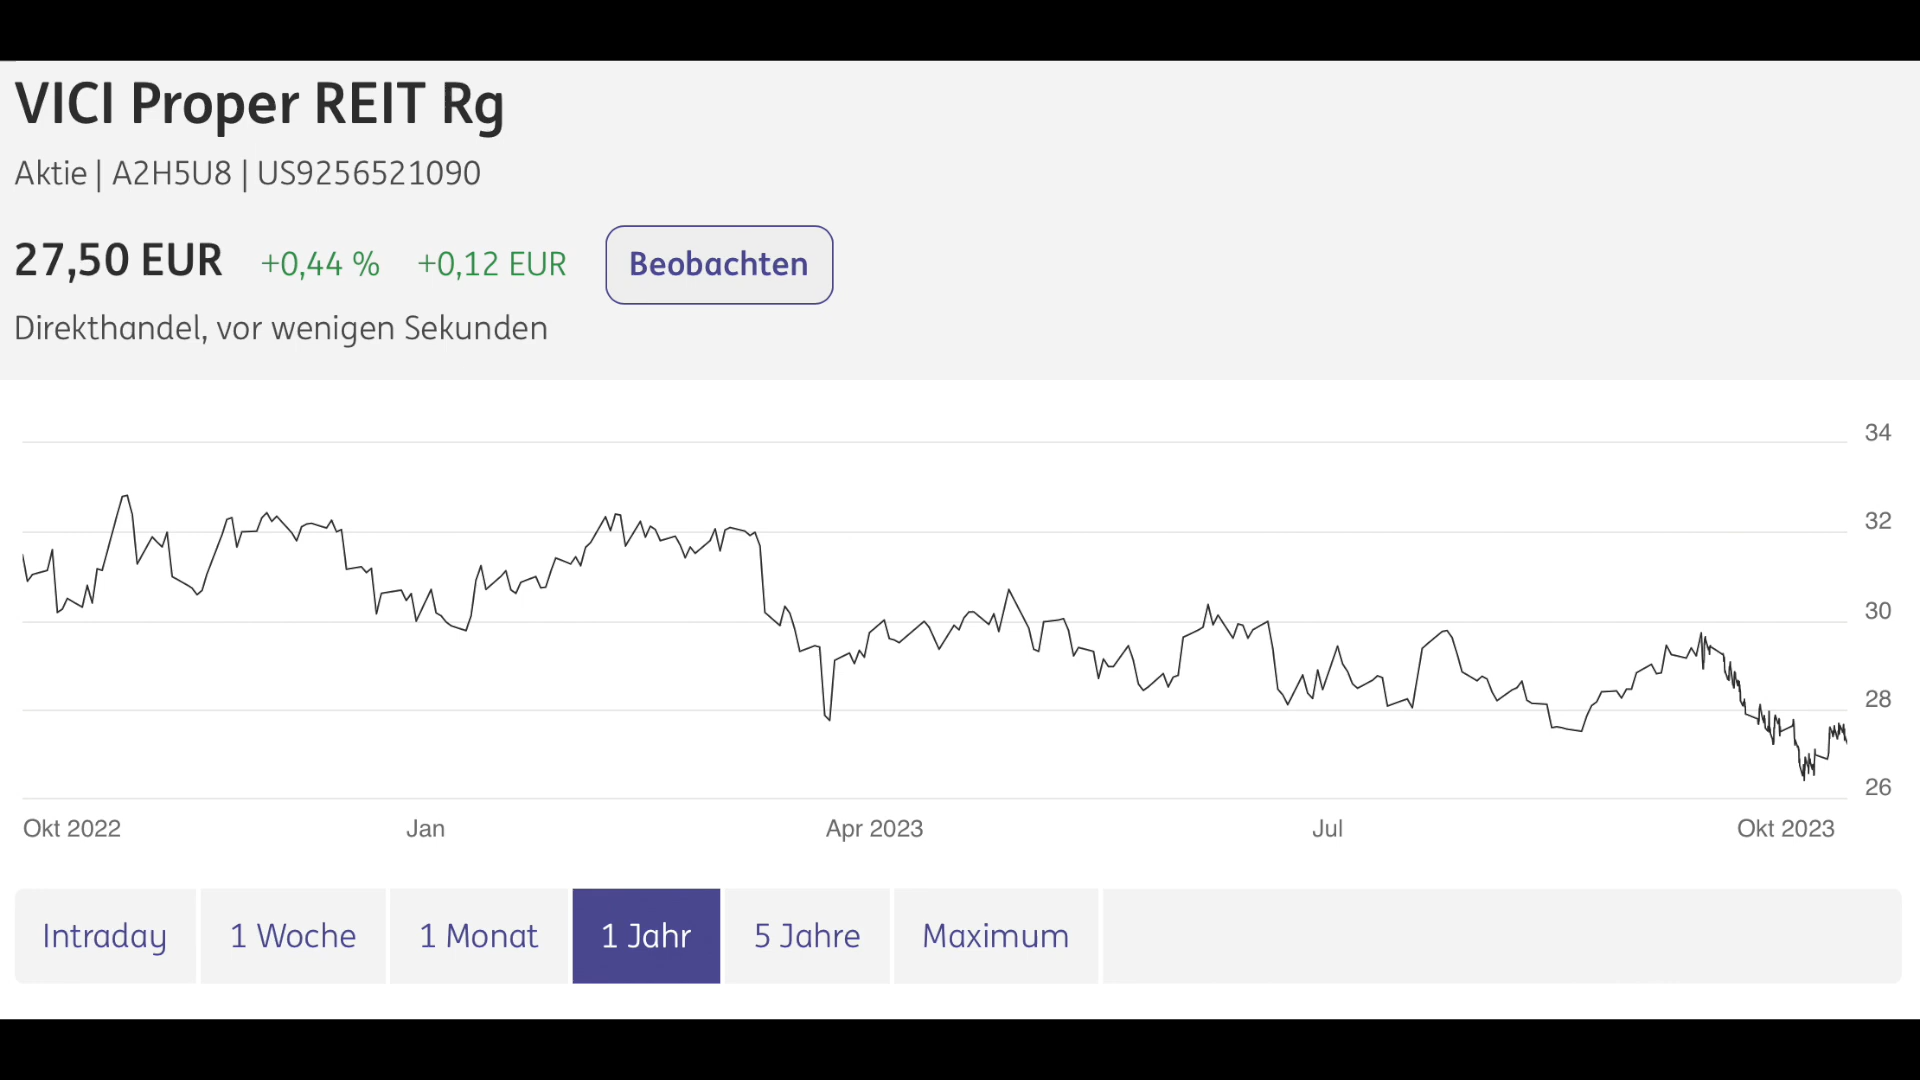 VICI Proper REIT Rg
Aktie | A2H5U8 | US9256521090
27,50 EUR +0,44 % +0,12 EUR Beobachten
Direkthandel, vor wenigen Sekunden
34
32
30
28
26
Okt 2022 Jan Apr 2023 Jul Okt 2023
Intraday 1 Woche 1 Monat 1 Jahr 5 Jahre Maximum